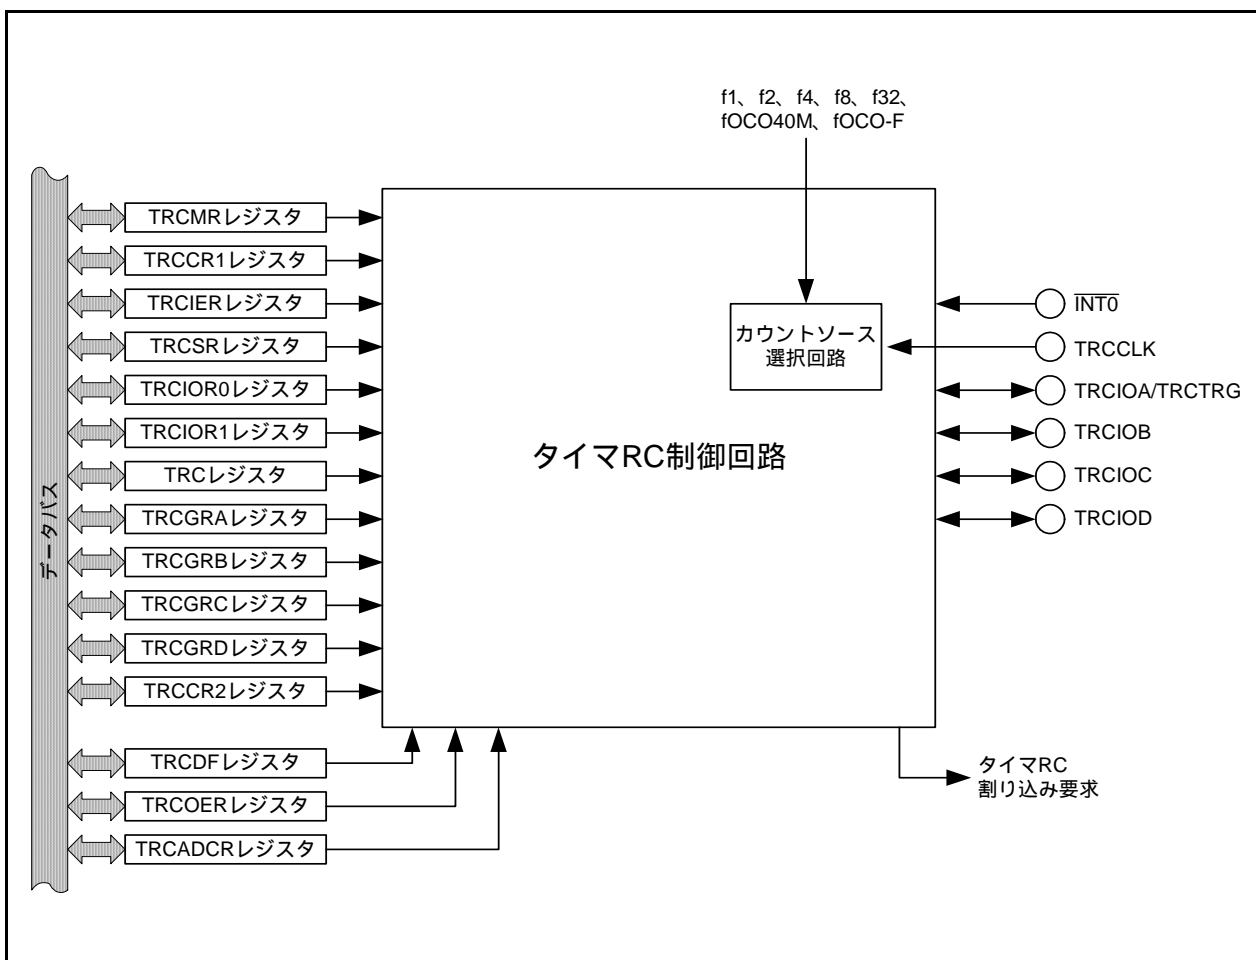 f1、f2、f4、f8、f32、
fOCO40M、fOCO-F
データバス
TRCMRレジスタ
TRCCR1レジスタ
TRCIERレジスタ
TRCSRレジスタ
TRCIOR0レジスタ
TRCIOR1レジスタ
TRCレジスタ
TRCGRAレジスタ
TRCGRBレジスタ
TRCGRCレジスタ
TRCGRDレジスタ
TRCCR2レジスタ
TRCDFレジスタ
TRCOERレジスタ
TRCADCRレジスタ
カウントソース
選択回路
タイマRC制御回路
INT0
TRCCLK
TRCIOA/TRCTRG
TRCIOB
TRCIOC
TRCIOD
タイマRC
割り込み要求